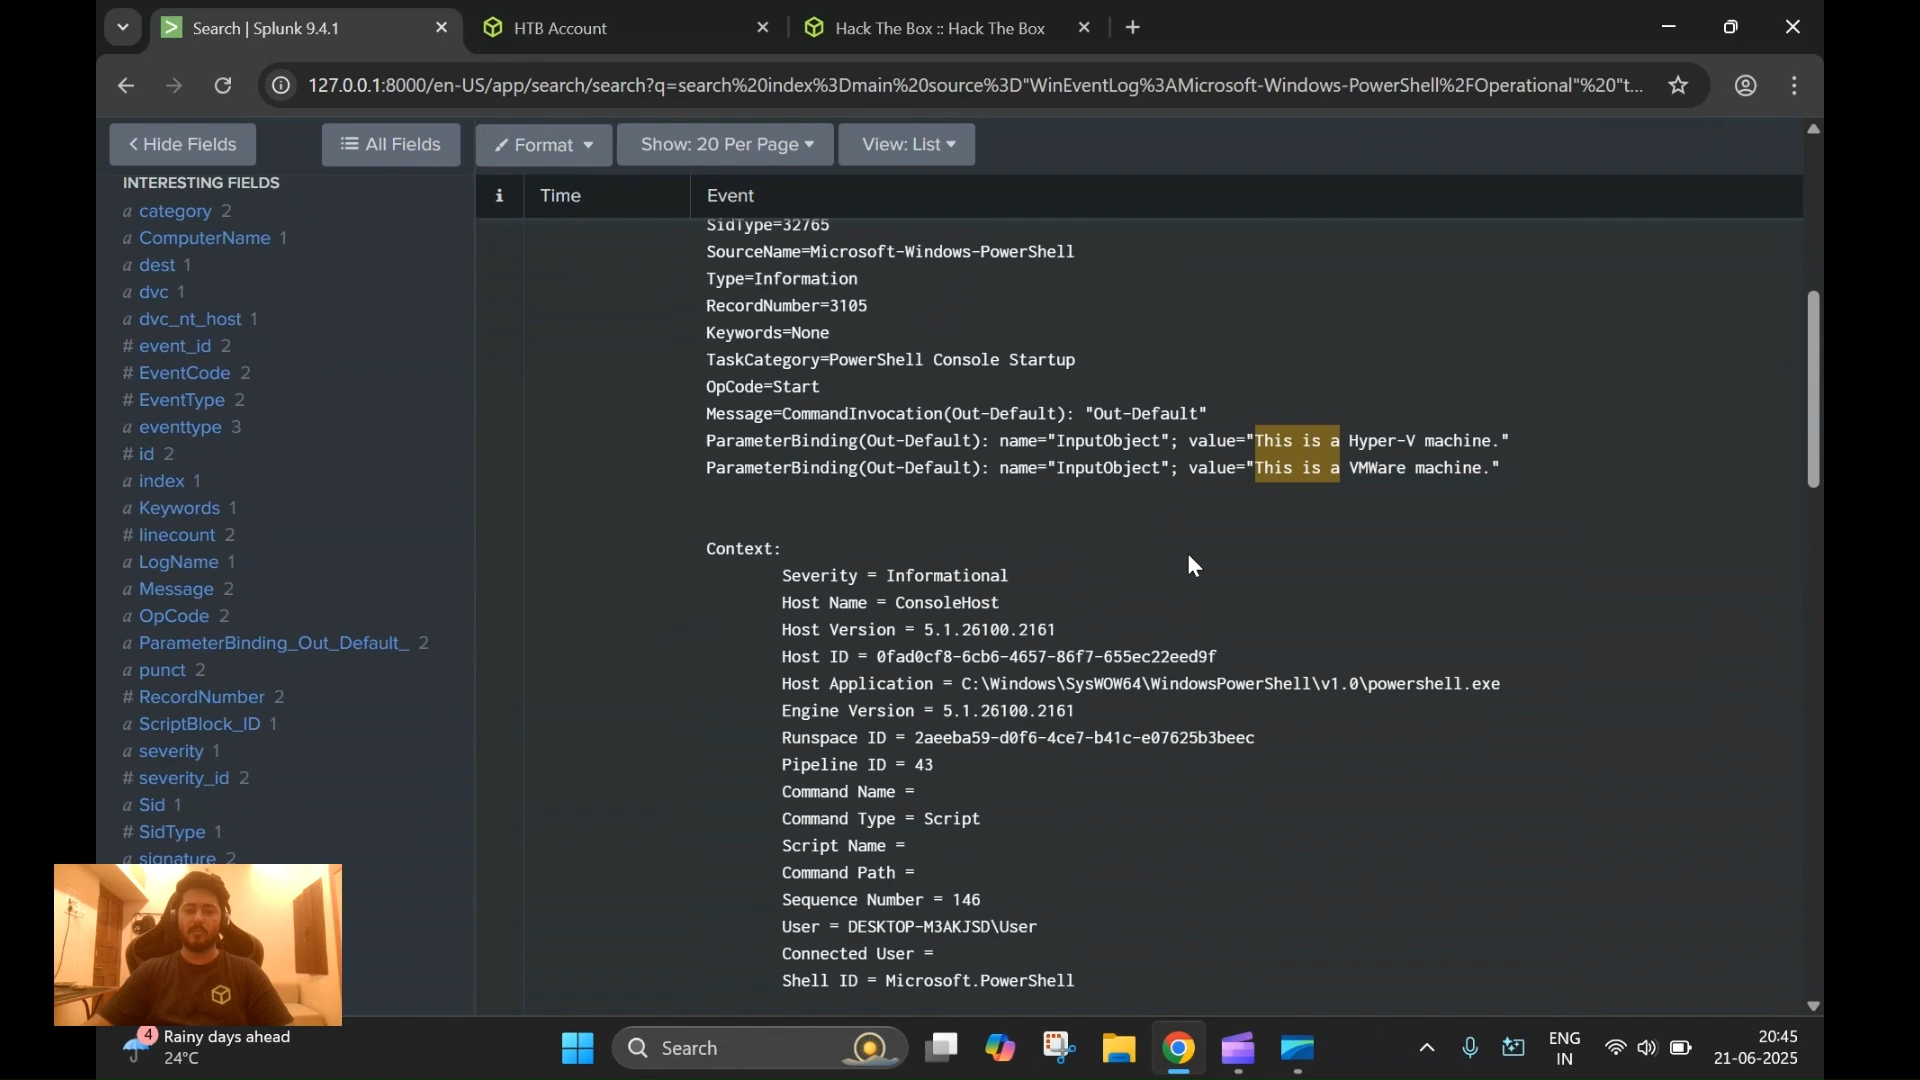 Search | Splunk 9.4.1
HTB Account
Hack The Box :: Hack The Box
127.0.0.1:8000/en-US/app/search/search?q=search%20index%3Dmain%20source%3D"WinEventLog%3AMicrosoft-Windows-PowerShell%2FOperational"%20"t...
Hide Fields
All Fields
Format
Show: 20 Per Page
View: List
INTERESTING FIELDS
a category 2
a ComputerName 1
a dest 1
a dvc 1
a dvc_nt_host 1
# event_id 2
# EventCode 2
# EventType 2
a eventtype 3
# id 2
a index 1
a Keywords 1
# linecount 2
a LogName 1
a Message 2
a OpCode 2
a ParameterBinding_Out_Default_ 2
a punct 2
# RecordNumber 2
a ScriptBlock_ID 1
a severity 1
# severity_id 2
a Sid 1
# SidType 1
a signature 2
i Time Event
SidType=32765
SourceName=Microsoft-Windows-PowerShell
Type=Information
RecordNumber=3105
Keywords=None
TaskCategory=PowerShell Console Startup
OpCode=Start
Message=CommandInvocation(Out-Default): "Out-Default"
ParameterBinding(Out-Default): name="InputObject"; value="This is a Hyper-V machine."
ParameterBinding(Out-Default): name="InputObject"; value="This is a VMWare machine."
Context:
Severity = Informational
Host Name = ConsoleHost
Host Version = 5.1.26100.2161
Host ID = 0fad0cf8-6cb6-4657-86f7-655ec22eed9f
Host Application = C:\Windows\SysWOW64\WindowsPowerShell\v1.0\powershell.exe
Engine Version = 5.1.26100.2161
Runspace ID = 2aeeba59-d0f6-4ce7-b41c-e07625b3beec
Pipeline ID = 43
Command Name =
Command Type = Script
Script Name =
Command Path =
Sequence Number = 146
User = DESKTOP-M3AKJSD\User
Connected User =
Shell ID = Microsoft.PowerShell
4
Rainy days ahead
24°C
Search
ENG
IN
20:45
21-06-2025